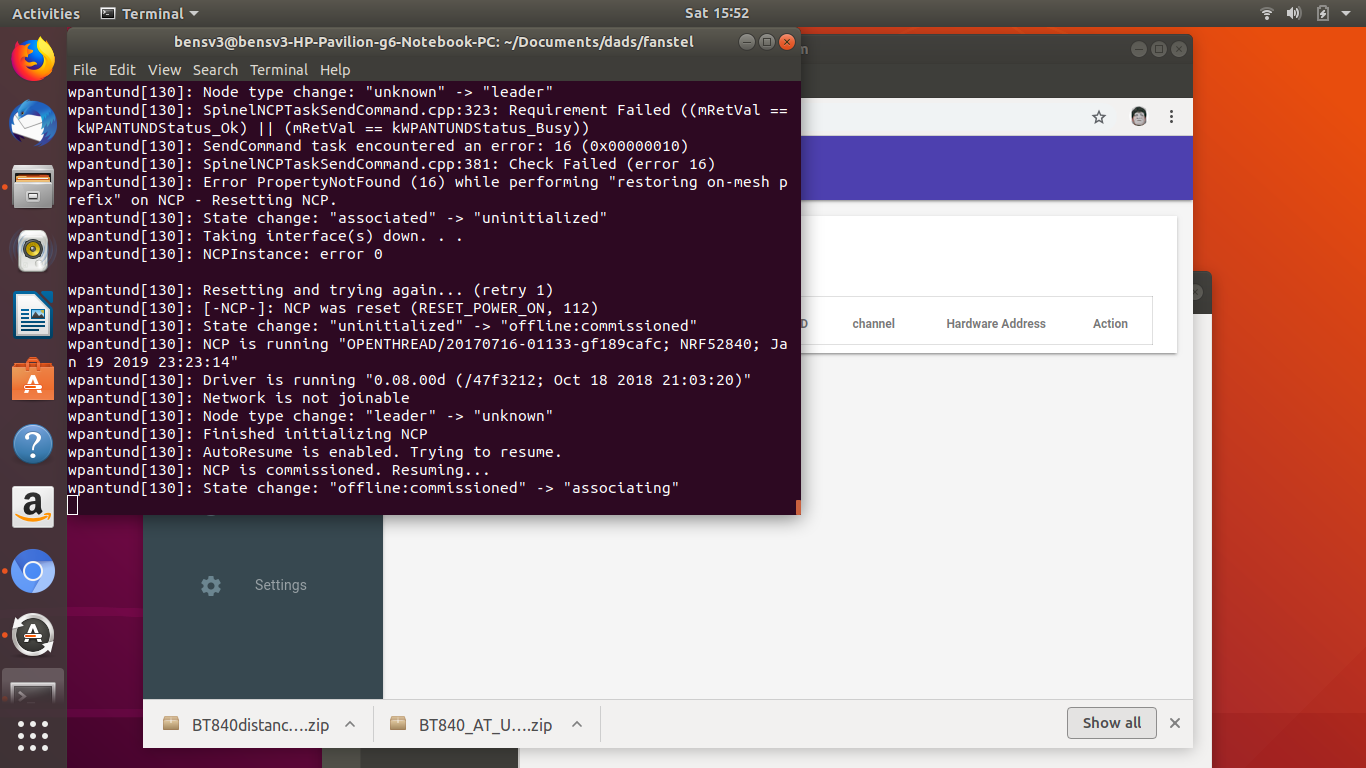 Activities
Terminal
Sat 15:52
bensv3@bensv3-HP-Pavilion-g6-Notebook-PC: ~/Documents/dads/fanstel
File Edit View Search Terminal Help
wpantund[130]: Node type change: "unknown" -> "leader"
wpantund[130]: SpinelNCPTaskSendCommand.cpp:323: Requirement Failed ((mRetVal ==
 kWPANTUNDStatus_Ok) || (mRetVal == kWPANTUNDStatus_Busy))
wpantund[130]: SendCommand task encountered an error: 16 (0x00000010)
wpantund[130]: SpinelNCPTaskSendCommand.cpp:381: Check Failed (error 16)
wpantund[130]: Error PropertyNotFound (16) while performing "restoring on-mesh p
refix" on NCP - Resetting NCP.
wpantund[130]: State change: "associated" -> "uninitialized"
wpantund[130]: Taking interface(s) down. . .
wpantund[130]: NCPInstance: error 0
wpantund[130]: Resetting and trying again... (retry 1)
wpantund[130]: [-NCP-]: NCP was reset (RESET_POWER_ON, 112)
wpantund[130]: State change: "uninitialized" -> "offline:commissioned"
wpantund[130]: NCP is running "OPENTHREAD/20170716-01133-gf189cafc; NRF52840; Ja
n 19 2019 23:23:14"
wpantund[130]: Driver is running "0.08.00d (/47f3212; Oct 18 2018 21:03:20)"
wpantund[130]: Network is not joinable
wpantund[130]: Node type change: "leader" -> "unknown"
wpantund[130]: Finished initializing NCP
wpantund[130]: AutoResume is enabled. Trying to resume.
wpantund[130]: NCP is commissioned. Resuming...
wpantund[130]: State change: "offline:commissioned" -> "associating"
channel Hardware Address Action
Settings
BT840distanc....zip
BT840_AT_U....zip
Show all